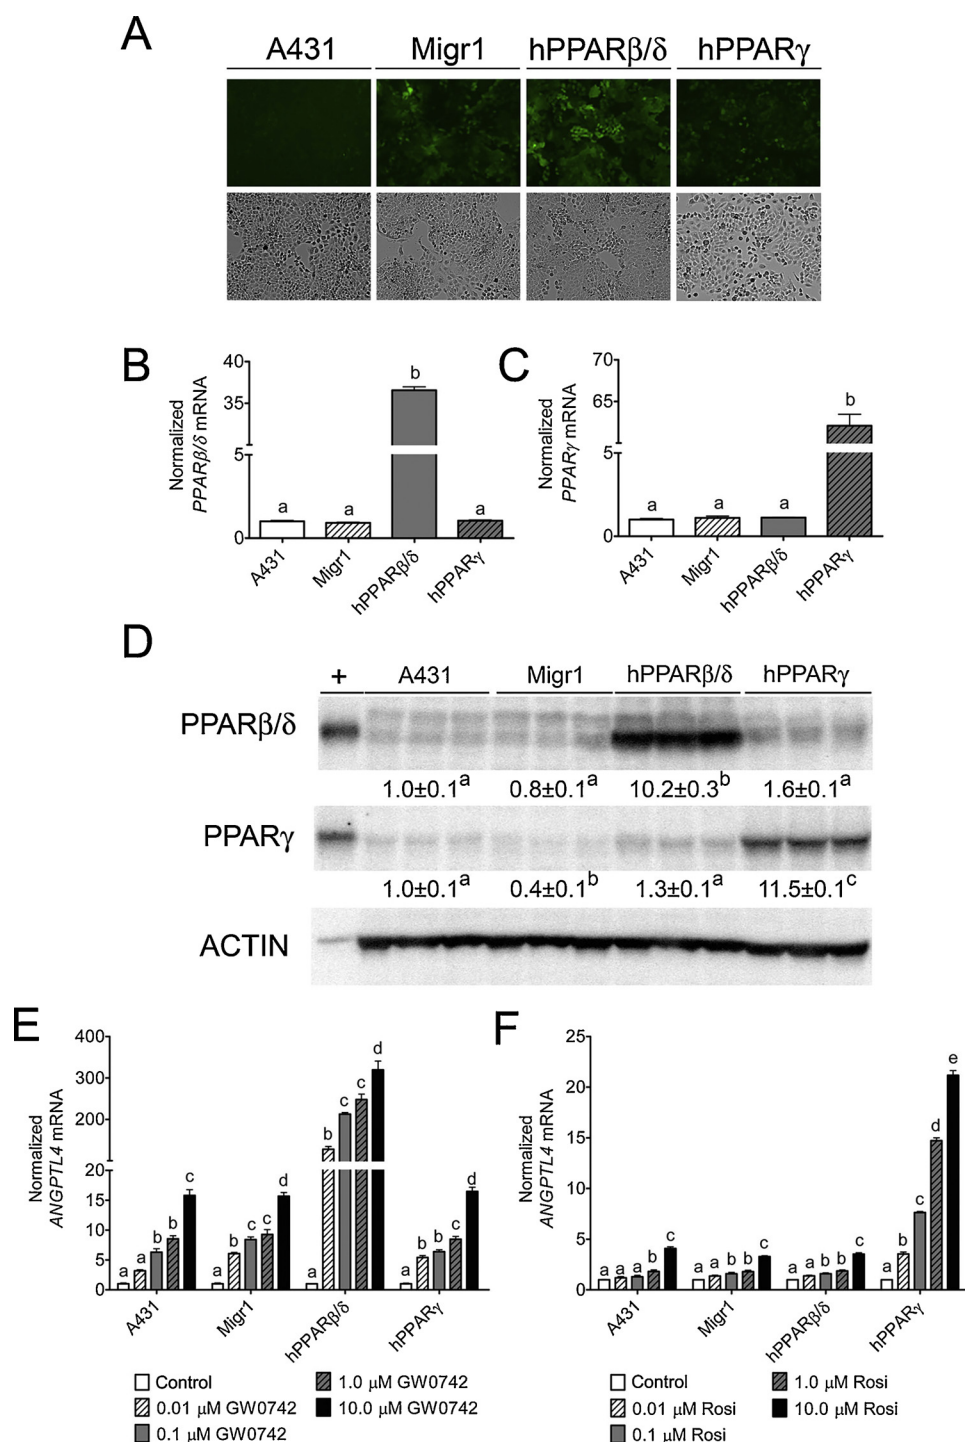 A
A431 Migr1 hPPARβ/δ hPPARγ
B
Normalized
PPARβ/δ mRNA
40
35
5
0
a a b a
A431 Migr1 hPPARβ/δ hPPARγ
C
Normalized
PPARγ mRNA
70
65
5
0
a a a b
A431 Migr1 hPPARβ/δ hPPARγ
D
+ A431 Migr1 hPPARβ/δ hPPARγ
PPARβ/δ
1.0±0.1a 0.8±0.1a 10.2±0.3b 1.6±0.1a
PPARγ
1.0±0.1a 0.4±0.1b 1.3±0.1a 11.5±0.1c
ACTIN
E
Normalized
ANGPTL4 mRNA
400
300
200
20
15
10
5
0
a a b b c a b c c d a b c c d a b b c d
A431 Migr1 hPPARβ/δ hPPARγ
Control
0.01 μM GW0742
0.1 μM GW0742
1.0 μM GW0742
10.0 μM GW0742
F
Normalized
ANGPTL4 mRNA
25
20
15
10
5
0
a a a b c a a b b c a a b b c a b c d e
A431 Migr1 hPPARβ/δ hPPARγ
Control
0.01 μM Rosi
0.1 μM Rosi
1.0 μM Rosi
10.0 μM Rosi